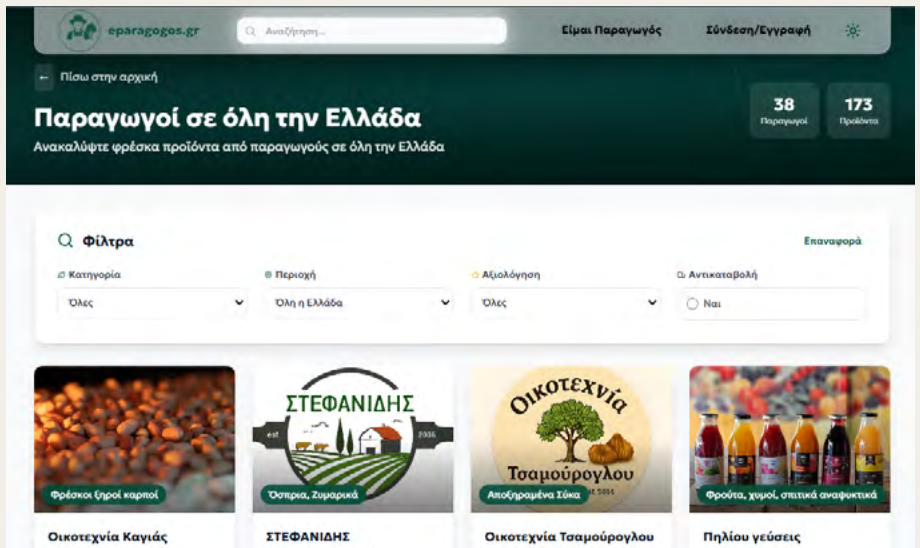 eparagogos.gr
Αναζήτηση...
Είμαι Παραγωγός
Σύνδεση/Εγγραφή
← Πίσω στην αρχική
Παραγωγοί σε όλη την Ελλάδα
Ανακαλύψτε φρέσκα προϊόντα από παραγωγούς σε όλη την Ελλάδα
38
Παραγωγοί
173
Προϊόντα
Φίλτρα
Επαναφορά
Κατηγορία
Περιοχή
Αξιολόγηση
Αντικαταβολή
Όλες
Όλη η Ελλάδα
Όλες
Ναι
Φρέσκοι ξηροί καρποί
ΣΤΕΦΑΝΙΔΗΣ
est
2006
Όσπρια, Ζυμαρικά
Οικοτεχνία
Τσαμούρογλου
Αποξηραμένα Σύκα
Φρούτα, χυμοί, σπιτικά αναψυκτικά
Οικοτεχνία Καγιάς
ΣΤΕΦΑΝΙΔΗΣ
Οικοτεχνία Τσαμούρογλου
Πηλίου γεύσεις